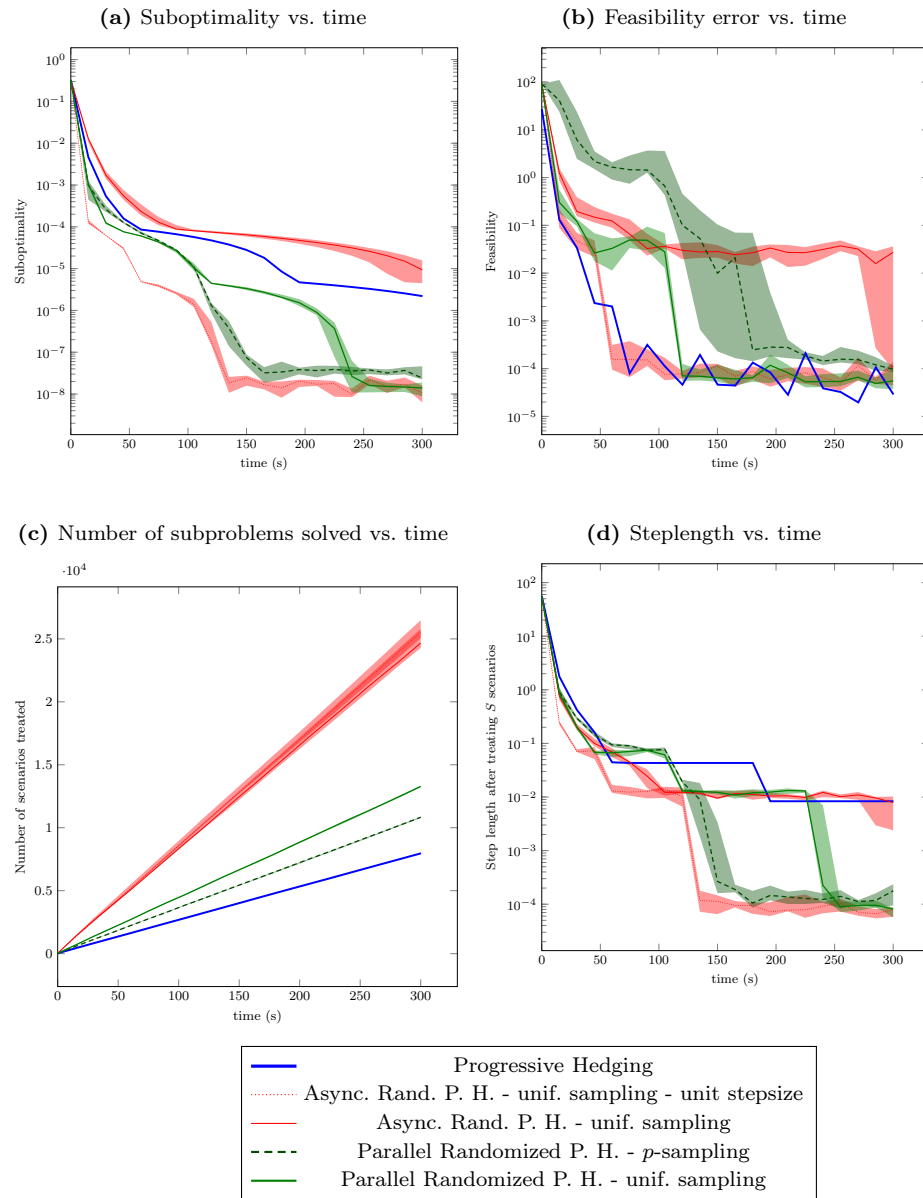 (a) Suboptimality vs. time
10^0
10^−1
10^−2
10^−3
10^−4
10^−5
10^−6
10^−7
10^−8
Suboptimality
0 50 100 150 200 250 300
time (s)
(b) Feasibility error vs. time
10^2
10^1
10^0
10^−1
10^−2
10^−3
10^−4
10^−5
Feasibility
0 50 100 150 200 250 300
time (s)
(c) Number of subproblems solved vs. time
·10^4
2.5
2
1.5
1
0.5
0
Number of scenarios treated
0 50 100 150 200 250 300
time (s)
(d) Steplength vs. time
10^2
10^1
10^0
10^−1
10^−2
10^−3
10^−4
Step length after treating S scenarios
0 50 100 150 200 250 300
time (s)
Progressive Hedging
Async. Rand. P. H. - unif. sampling - unit stepsize
Async. Rand. P. H. - unif. sampling
Parallel Randomized P. H. - p-sampling
Parallel Randomized P. H. - unif. sampling